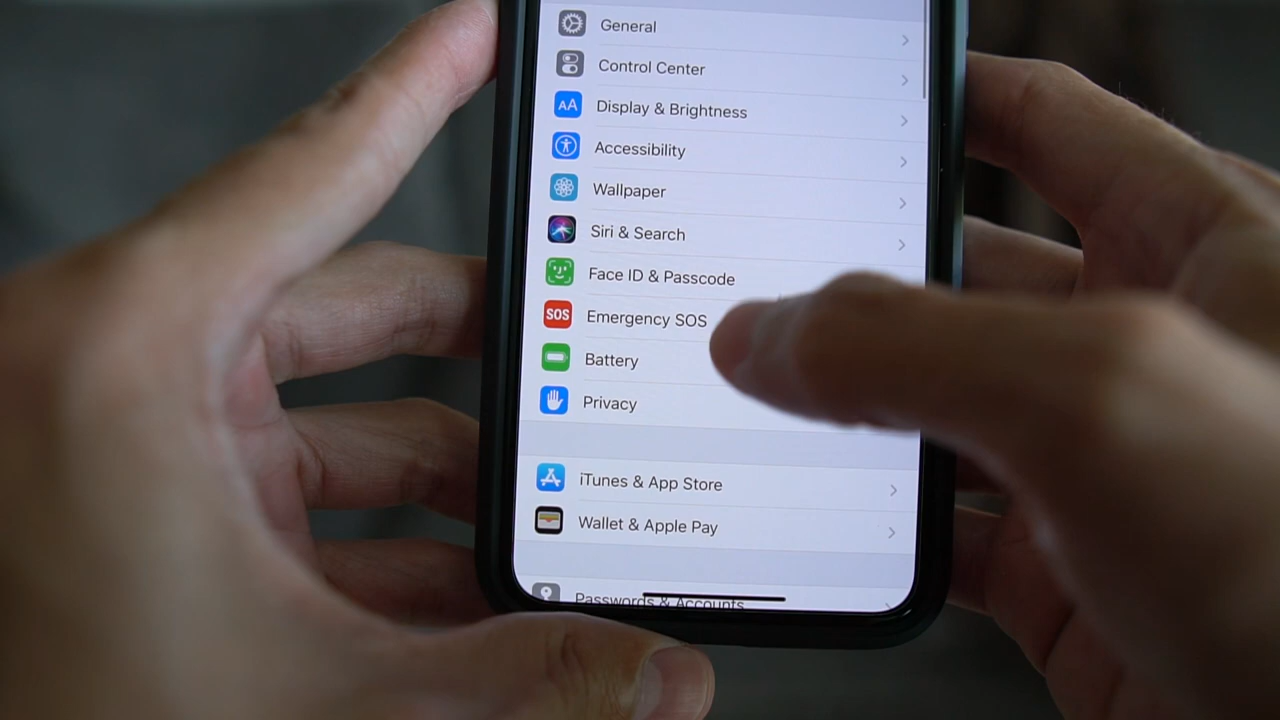 General
Control Center
AA Display & Brightness
Accessibility
Wallpaper
Siri & Search
Face ID & Passcode
SOS Emergency SOS
Battery
Privacy
iTunes & App Store
Wallet & Apple Pay
Passwords & Accounts